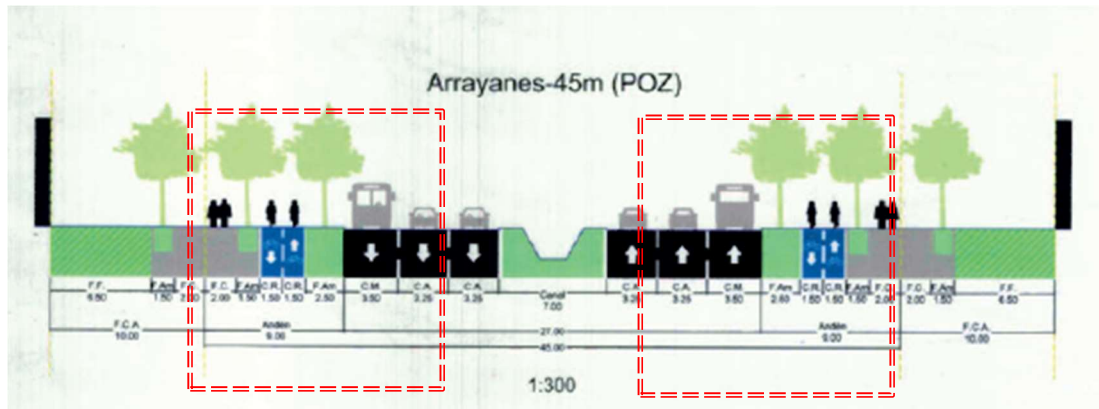 Arrayanes-45m (POZ)
F.F. F.Am F.C. F.C. F.Am C.R. C.R. F.Am C.M. C.A. C.A. Canal C.A. C.A. C.M. F.Am C.R. C.R. F.Am F.C. F.C. F.Am F.F.
6.50 1.50 2.00 2.00 1.50 1.50 1.50 2.50 3.50 3.25 3.25 7.00 3.25 3.25 3.50 2.50 1.50 1.50 1.50 2.00 2.00 1.50 6.50
F.C.A. Andén Andén F.C.A.
10.00 9.00 27.00 9.00 10.00
45.00
1:300